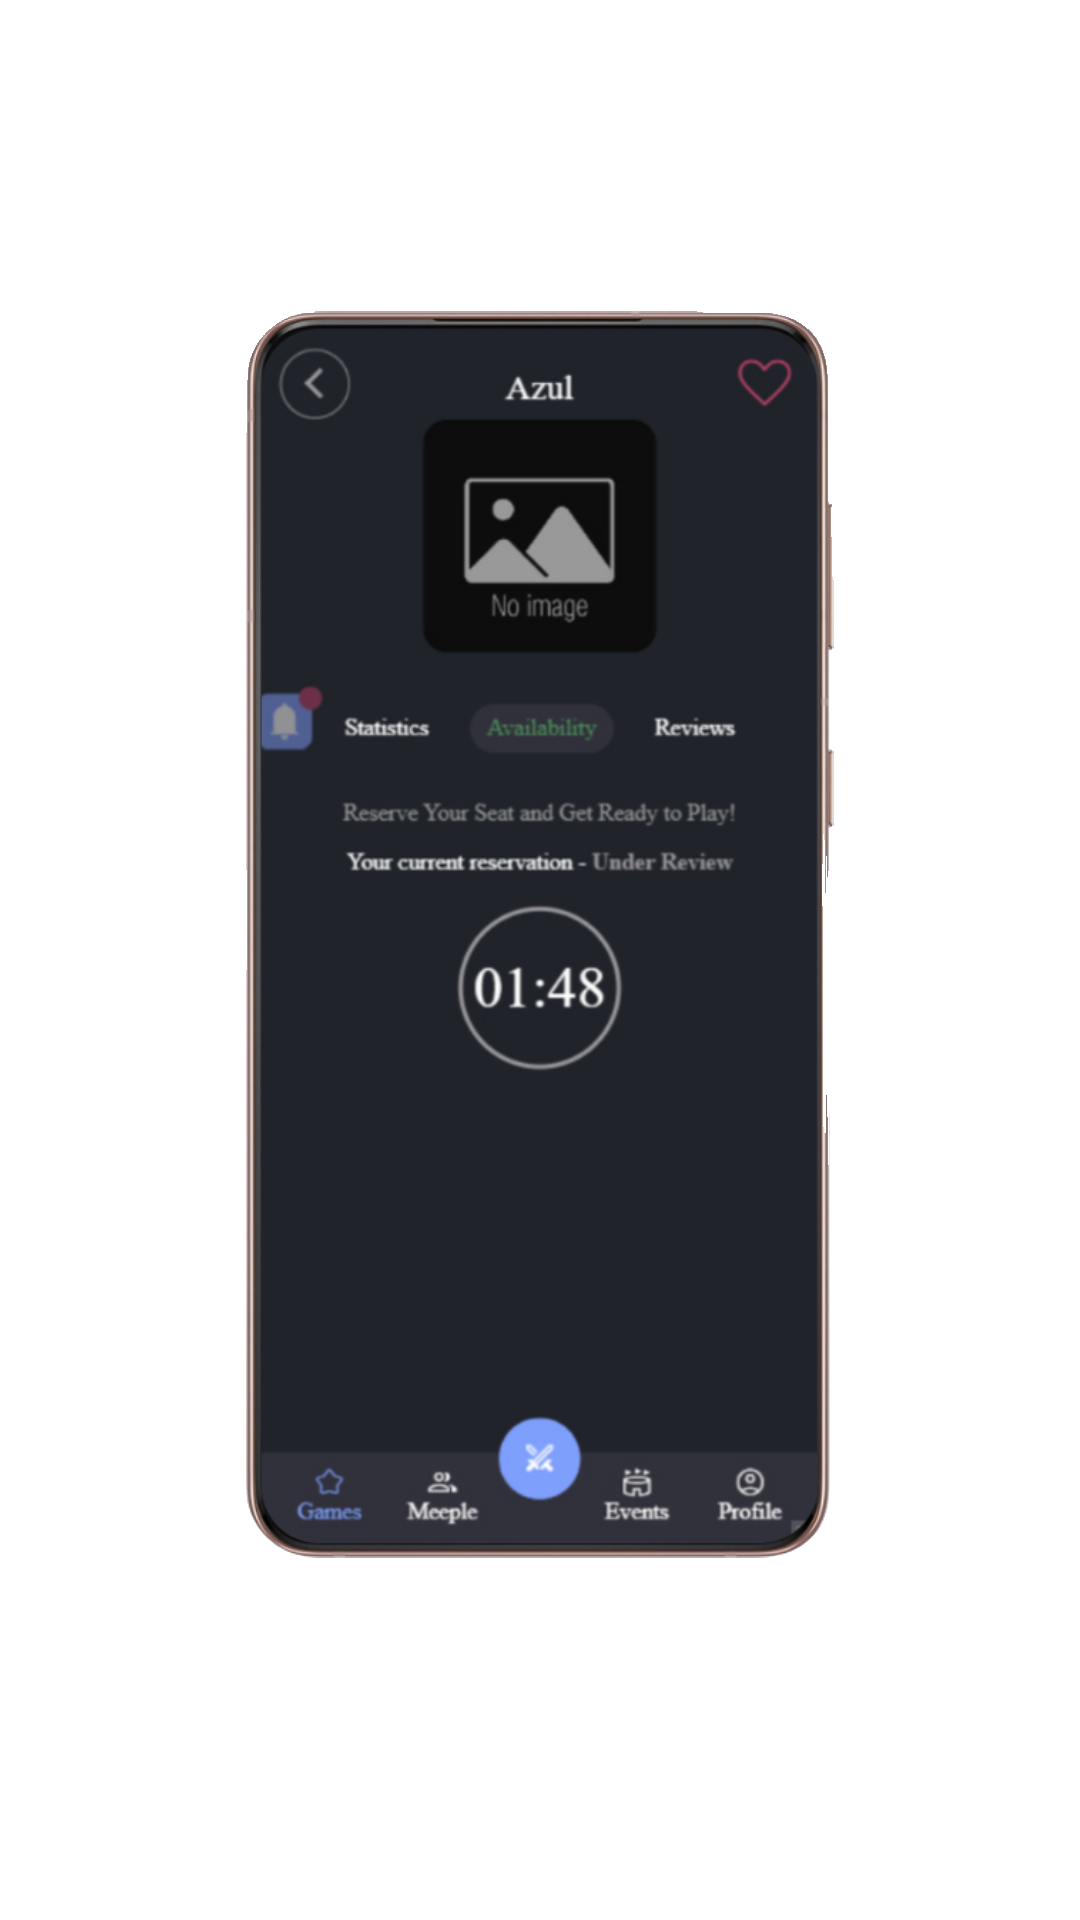 Azul
No image
Statistics Availability Reviews
Reserve Your Seat and Get Ready to Play!
Your current reservation - Under Review
01:48
Games Meeple Events Profile